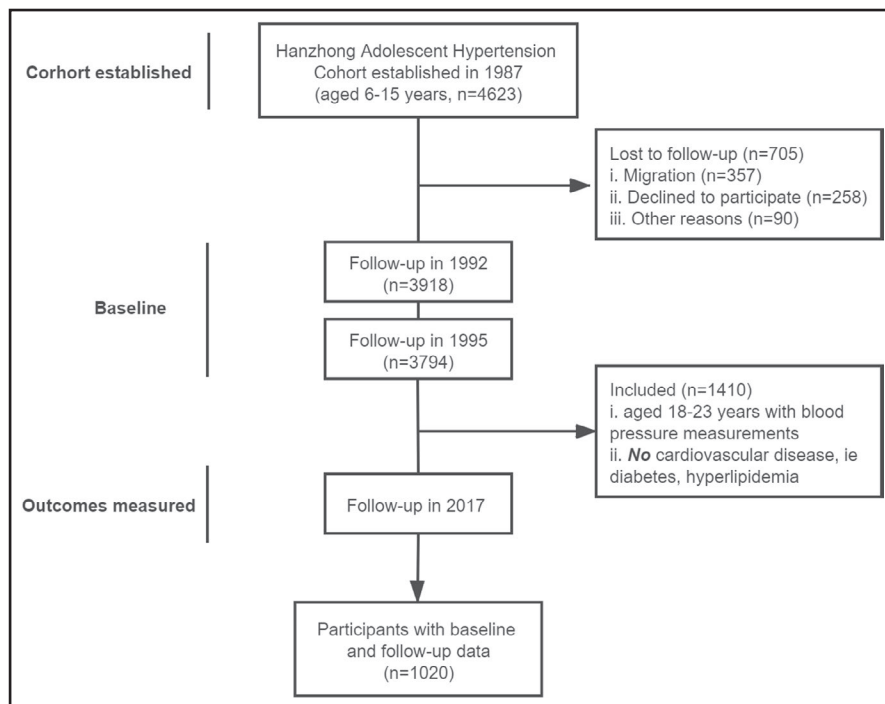 Corhort established
Hanzhong Adolescent Hypertension
Cohort established in 1987
(aged 6-15 years, n=4623)
Lost to follow-up (n=705)
i. Migration (n=357)
ii. Declined to participate (n=258)
iii. Other reasons (n=90)
Baseline
Follow-up in 1992
(n=3918)
Follow-up in 1995
(n=3794)
Included (n=1410)
i. aged 18-23 years with blood
pressure measurements
ii. No cardiovascular disease, ie
diabetes, hyperlipidemia
Outcomes measured
Follow-up in 2017
Participants with baseline
and follow-up data
(n=1020)